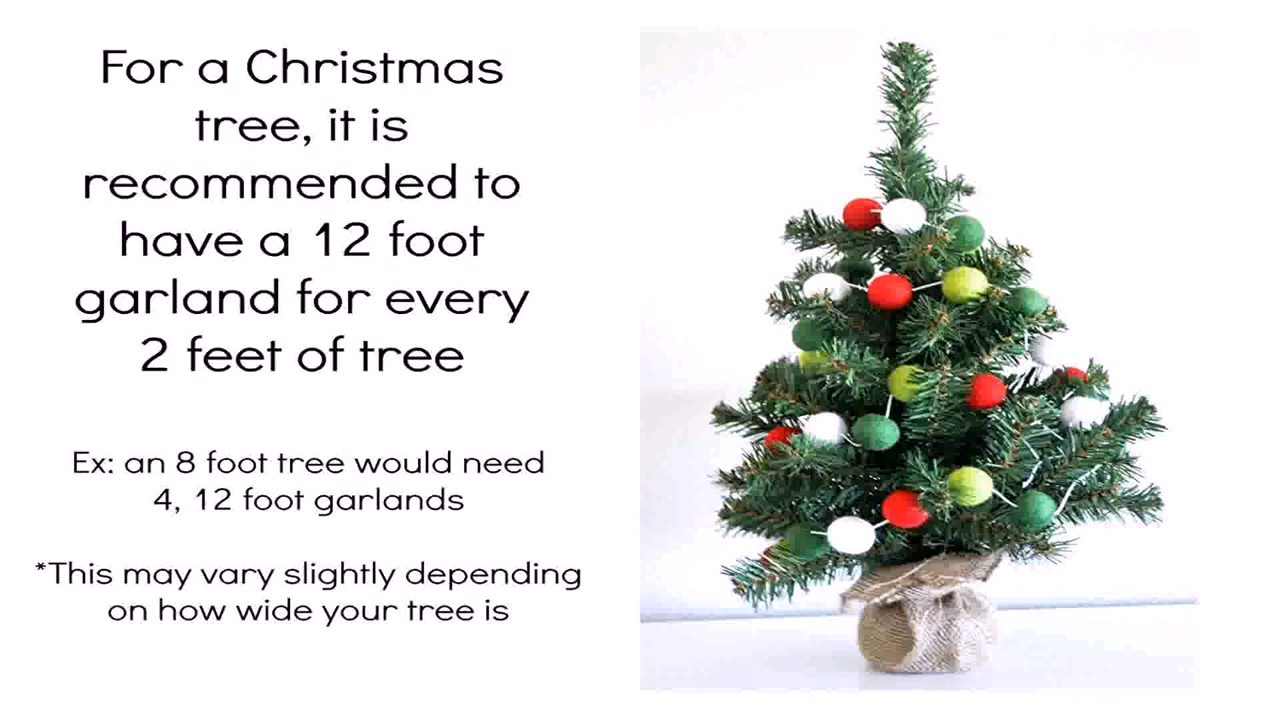 For a Christmas
tree, it is
recommended to
have a 12 foot
garland for every
2 feet of tree
Ex: an 8 foot tree would need
4, 12 foot garlands
*This may vary slightly depending
on how wide your tree is